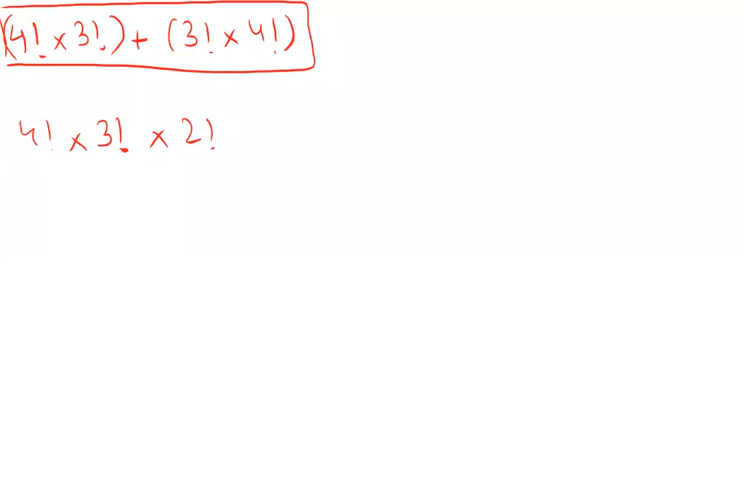 (4! × 3!) + (3! × 4!)
4! × 3! × 2!